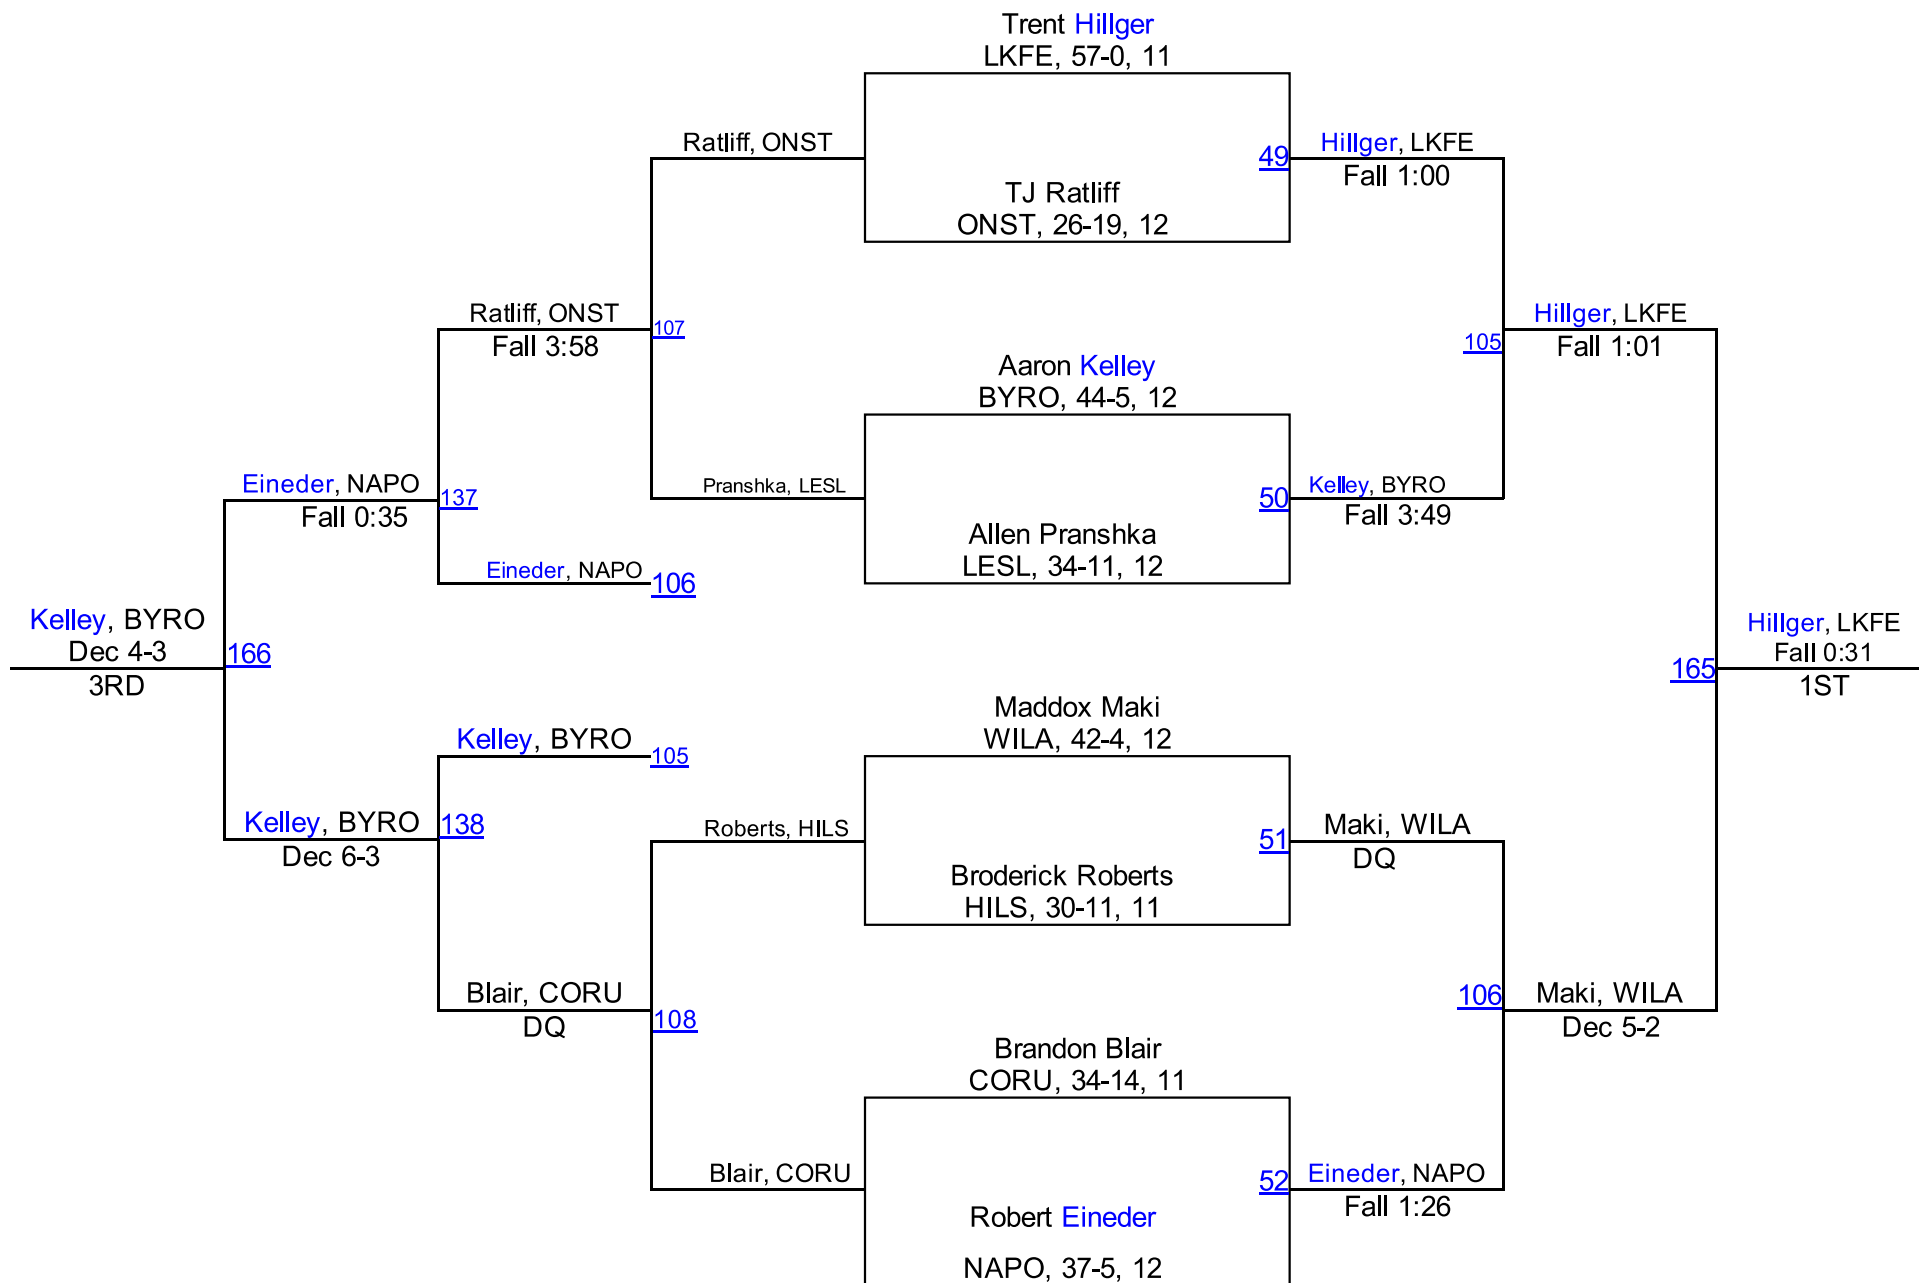 Trent Hillger
LKFE, 57-0, 11
Ratliff, ONST
49
Hillger, LKFE
Fall 1:00
TJ Ratliff
ONST, 26-19, 12
Ratliff, ONST
Fall 3:58
107
Hillger, LKFE
Fall 1:01
105
Aaron Kelley
BYRO, 44-5, 12
Eineder, NAPO
Fall 0:35
137
Pranshka, LESL
50
Kelley, BYRO
Fall 3:49
Allen Pranshka
LESL, 34-11, 12
Eineder, NAPO
106
Kelley, BYRO
Dec 4-3
3RD
166
Hillger, LKFE
Fall 0:31
1ST
165
Maddox Maki
WILA, 42-4, 12
Kelley, BYRO
105
Kelley, BYRO
Dec 6-3
138
Roberts, HILS
51
Maki, WILA
DQ
Broderick Roberts
HILS, 30-11, 11
Blair, CORU
DQ
108
106
Maki, WILA
Dec 5-2
Brandon Blair
CORU, 34-14, 11
Blair, CORU
52
Eineder, NAPO
Fall 1:26
Robert Eineder
NAPO, 37-5, 12